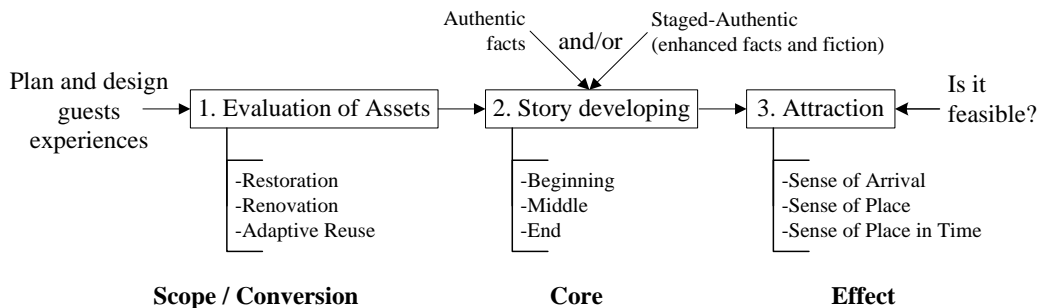 Authentic
facts
and/or
Staged-Authentic
(enhanced facts and fiction)
Plan and design
guests
experiences
1. Evaluation of Assets
2. Story developing
3. Attraction
Is it
feasible?
-Restoration
-Renovation
-Adaptive Reuse
-Beginning
-Middle
-End
-Sense of Arrival
-Sense of Place
-Sense of Place in Time
Scope / Conversion
Core
Effect